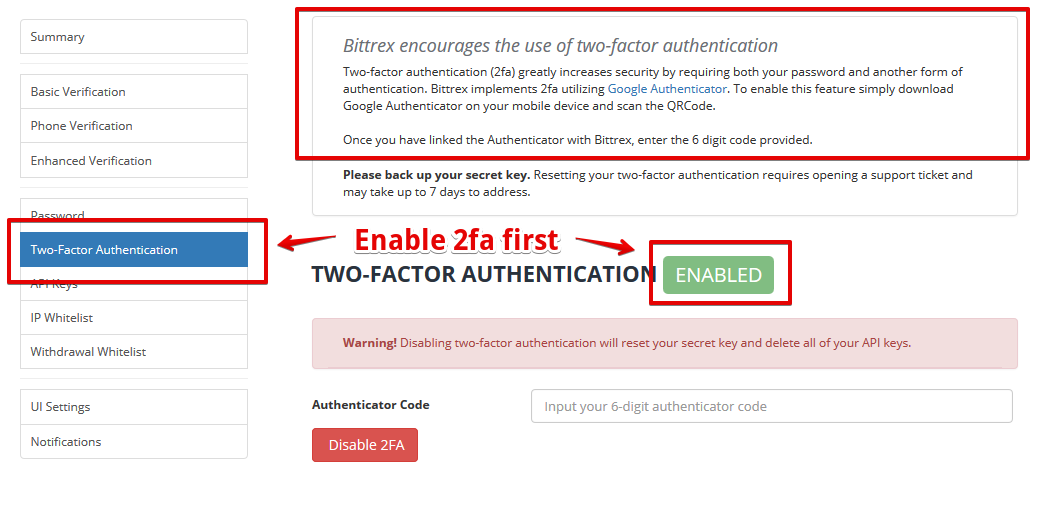 Summary
Basic Verification
Phone Verification
Enhanced Verification
Password
Two-Factor Authentication
API Keys
IP Whitelist
Withdrawal Whitelist
UI Settings
Notifications
Bittrex encourages the use of two-factor authentication
Two-factor authentication (2fa) greatly increases security by requiring both your password and another form of
authentication. Bittrex implements 2fa utilizing Google Authenticator. To enable this feature simply download
Google Authenticator on your mobile device and scan the QRCode.
Once you have linked the Authenticator with Bittrex, enter the 6 digit code provided.
Please back up your secret key. Resetting your two-factor authentication requires opening a support ticket and
may take up to 7 days to address.
Enable 2fa first
TWO-FACTOR AUTHENTICATION ENABLED
Warning! Disabling two-factor authentication will reset your secret key and delete all of your API keys.
Authenticator Code Input your 6-digit authenticator code
Disable 2FA